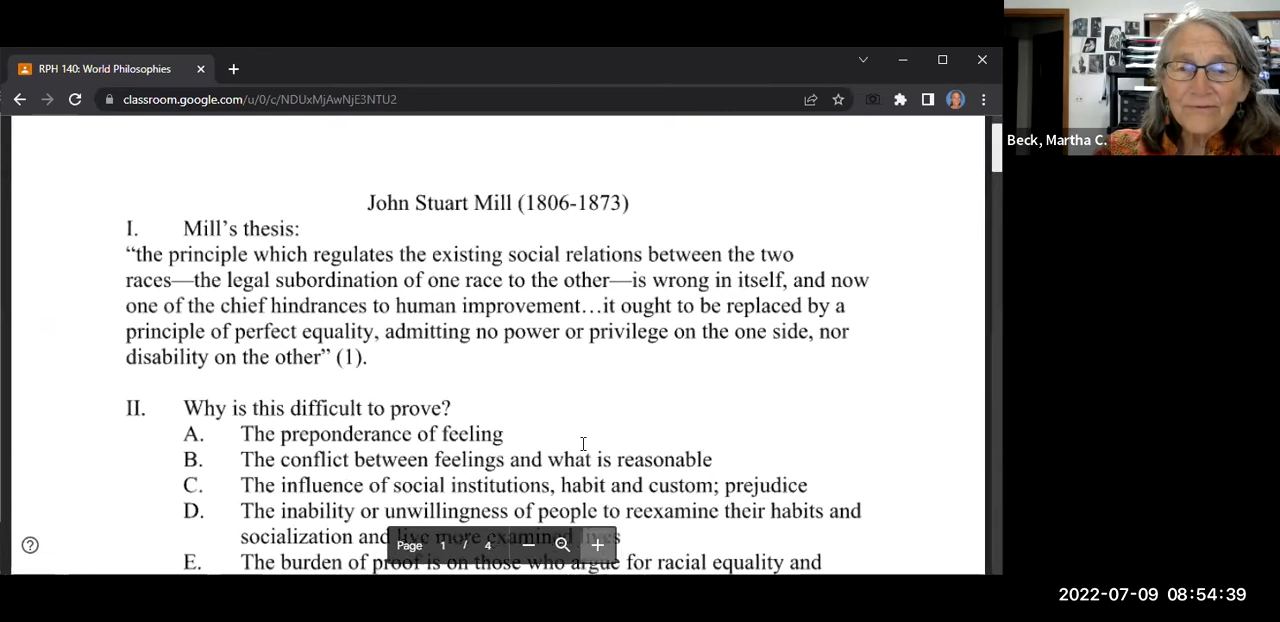 RPH 140: World Philosophies
classroom.google.com/u/0/c/NDUxMjAwNjE3NTU2
Beck, Martha C.
John Stuart Mill (1806-1873)
I. Mill’s thesis:
“the principle which regulates the existing social relations between the two
races—the legal subordination of one race to the other—is wrong in itself, and now
one of the chief hindrances to human improvement…it ought to be replaced by a
principle of perfect equality, admitting no power or privilege on the one side, nor
disability on the other” (1).
II. Why is this difficult to prove?
A. The preponderance of feeling
B. The conflict between feelings and what is reasonable
C. The influence of social institutions, habit and custom; prejudice
D. The inability or unwillingness of people to reexamine their habits and
socialization and live more examined lives
E. The burden of proof is on those who argue for racial equality and
Page 1 / 4
2022-07-09 08:54:39